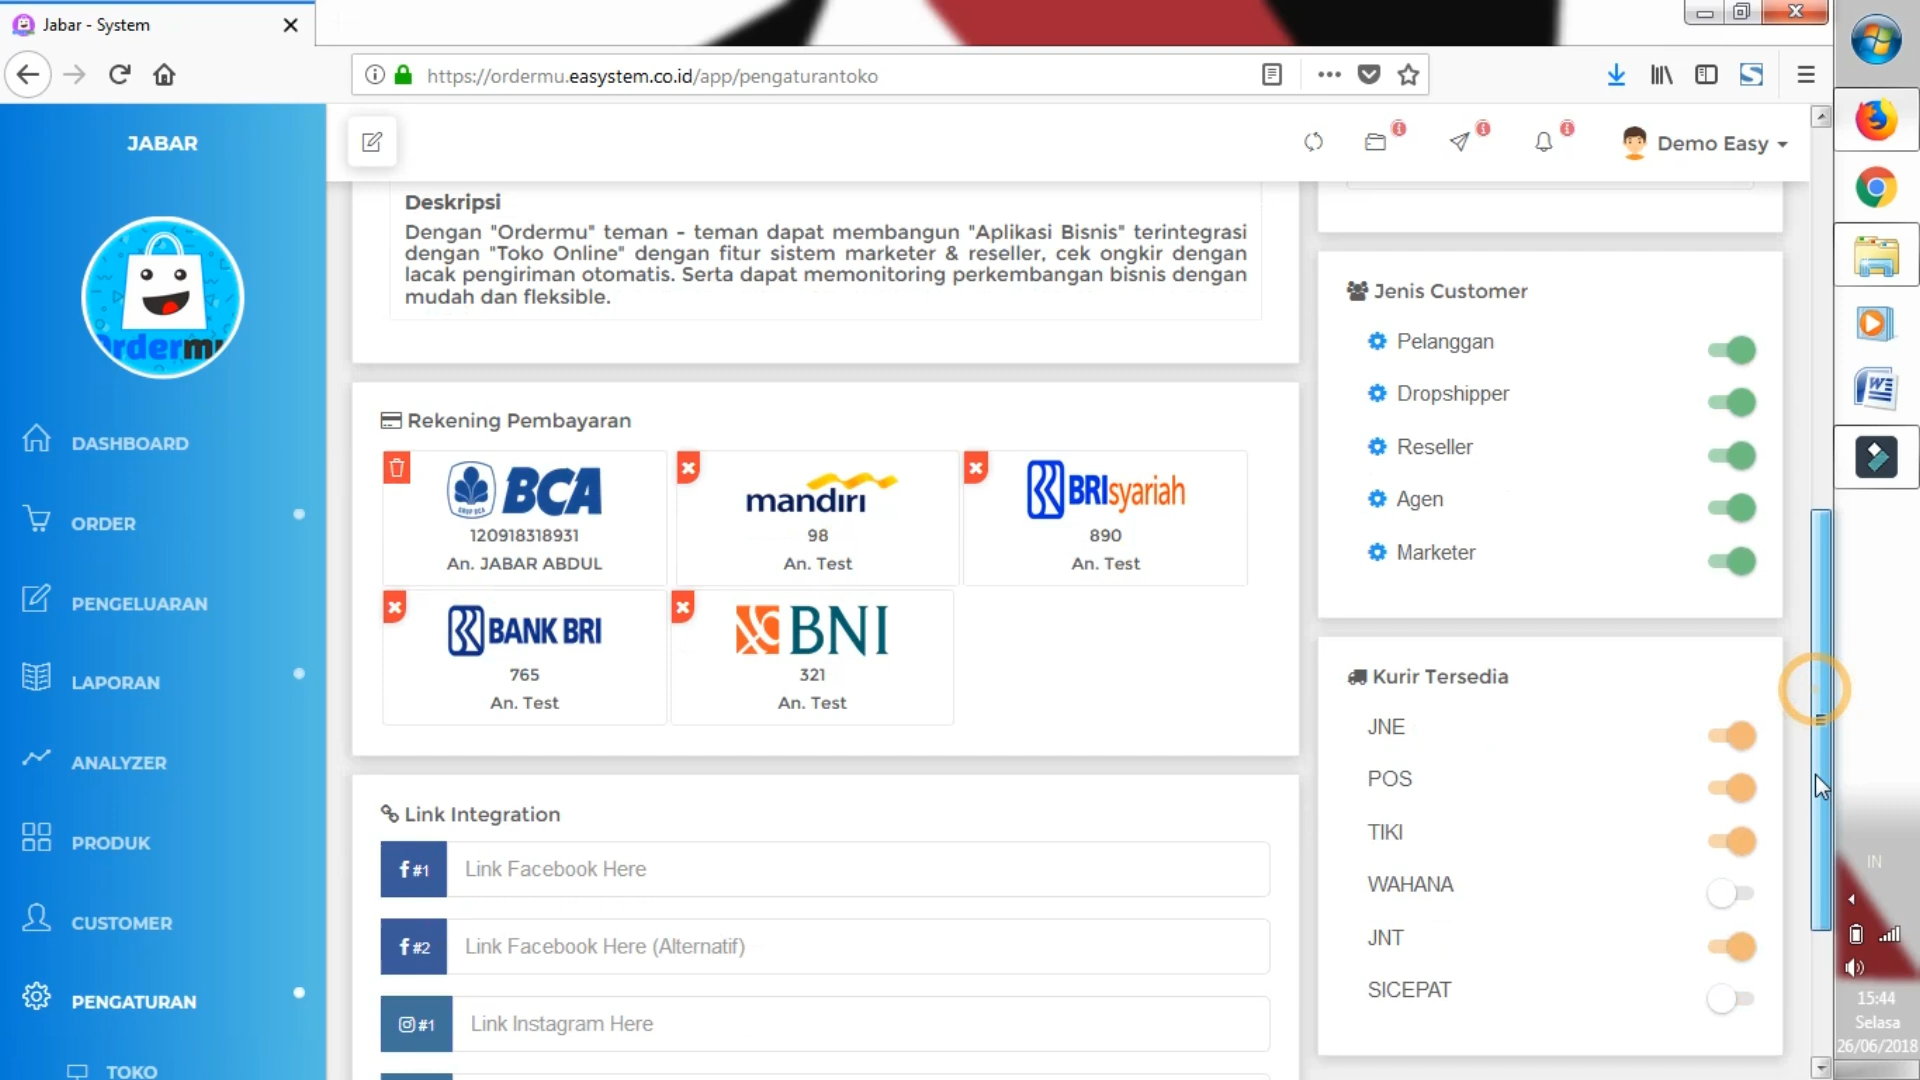 Jabar - System
https://ordermu.easystem.co.id/app/pengaturantoko
JABAR
Demo Easy
Ordermu
DASHBOARD
ORDER
PENGELUARAN
LAPORAN
ANALYZER
PRODUK
CUSTOMER
PENGATURAN
TOKO
Deskripsi
Dengan "Ordermu" teman - teman dapat membangun "Aplikasi Bisnis" terintegrasi
dengan "Toko Online" dengan fitur sistem marketer & reseller, cek ongkir dengan
lacak pengiriman otomatis. Serta dapat memonitoring perkembangan bisnis dengan
mudah dan fleksible.
Rekening Pembayaran
BCA
120918318931
An. JABAR ABDUL
mandiri
98
An. Test
BRIsyariah
890
An. Test
BANK BRI
765
An. Test
BNI
321
An. Test
Link Integration
#1 Link Facebook Here
#2 Link Facebook Here (Alternatif)
#1 Link Instagram Here
Jenis Customer
Pelanggan
Dropshipper
Reseller
Agen
Marketer
Kurir Tersedia
JNE
POS
TIKI
WAHANA
JNT
SICEPAT
IN
15:44
Selasa
26/06/2018